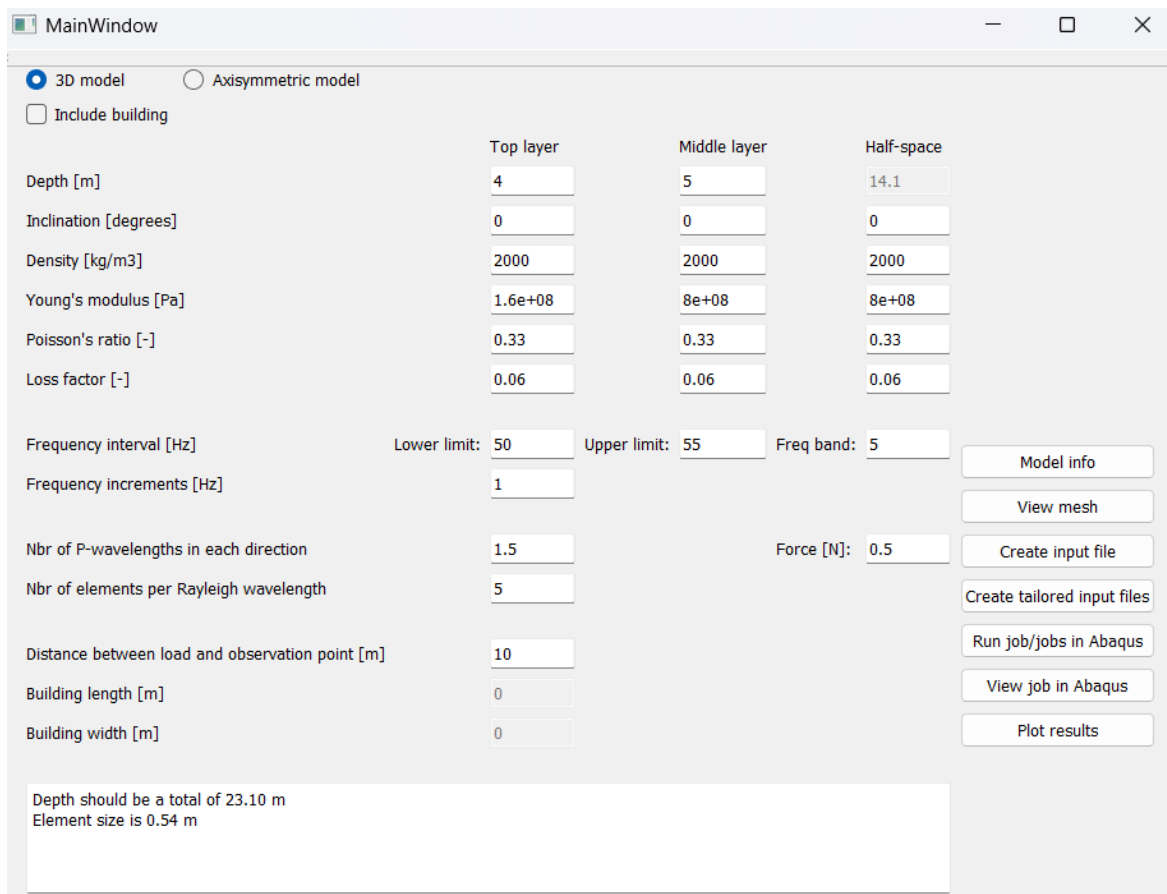 MainWindow
3D model Axisymmetric model
Include building
Top layer Middle layer Half-space
Depth [m] 4 5 14.1
Inclination [degrees] 0 0 0
Density [kg/m3] 2000 2000 2000
Young's modulus [Pa] 1.6e+08 8e+08 8e+08
Poisson's ratio [-] 0.33 0.33 0.33
Loss factor [-] 0.06 0.06 0.06
Frequency interval [Hz] Lower limit: 50 Upper limit: 55 Freq band: 5
Model info
Frequency increments [Hz] 1
View mesh
Nbr of P-wavelengths in each direction 1.5 Force [N]: 0.5 Create input file
Nbr of elements per Rayleigh wavelength 5 Create tailored input files
Run job/jobs in Abaqus
Distance between load and observation point [m] 10
Building length [m] 0 View job in Abaqus
Building width [m] 0 Plot results
Depth should be a total of 23.10 m
Element size is 0.54 m